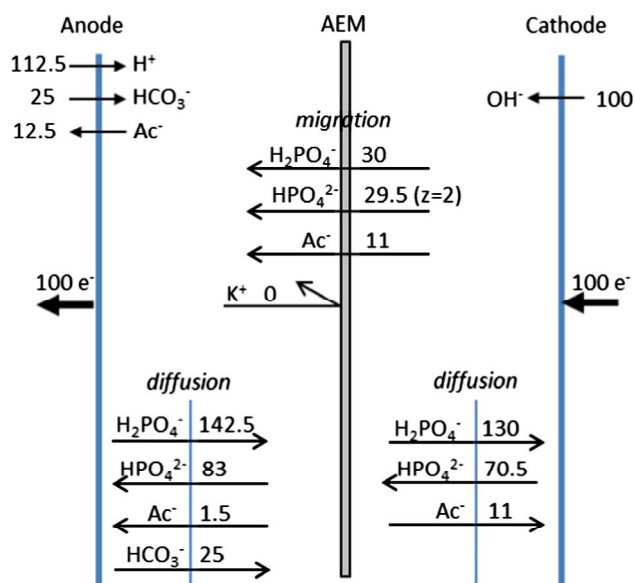 Anode AEM Cathode
112.5 H⁺
25 HCO₃⁻ OH⁻ 100
12.5 Ac⁻
migration
H₂PO₄⁻ 30
HPO₄²⁻ 29.5 (z=2)
Ac⁻ 11
100 e⁻ K⁺ 0 100 e⁻
diffusion diffusion
H₂PO₄⁻ 142.5 H₂PO₄⁻ 130
HPO₄²⁻ 83 HPO₄²⁻ 70.5
Ac⁻ 1.5 Ac⁻ 11
HCO₃⁻ 25